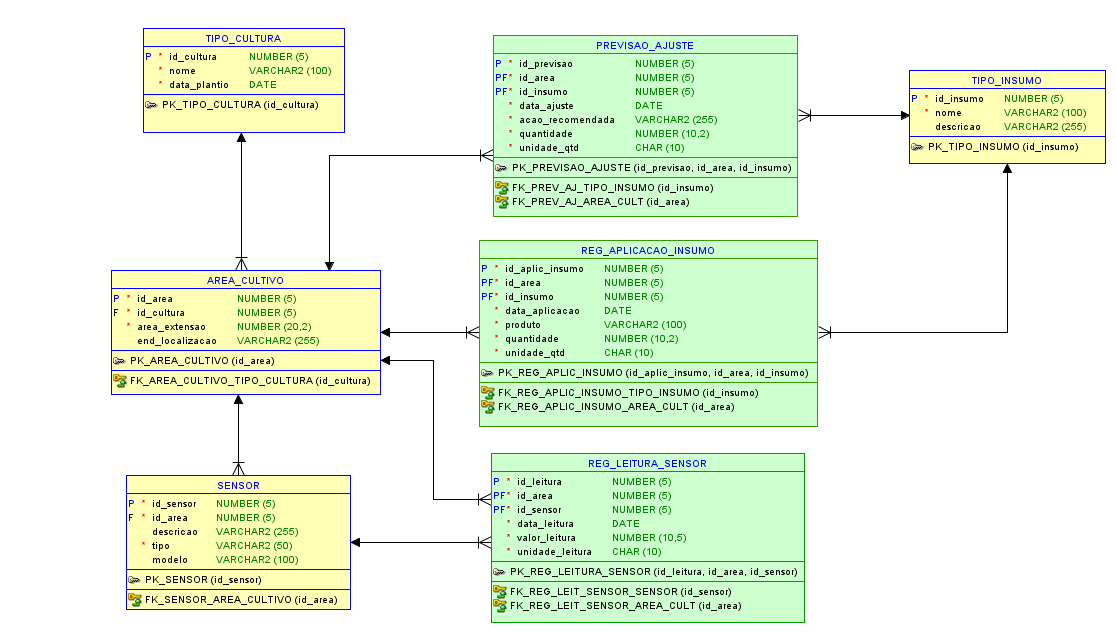 TIPO_CULTURA
P * id_cultura NUMBER (5)
* nome VARCHAR2 (100)
* data_plantio DATE
PK_TIPO_CULTURA (id_cultura)
PREVISAO_AJUSTE
P * id_previsao NUMBER (5)
PF* id_area NUMBER (5)
PF* id_insumo NUMBER (5)
* data_ajuste DATE
* acao_recomendada VARCHAR2 (255)
* quantidade NUMBER (10,2)
* unidade_qtd CHAR (10)
PK_PREVISAO_AJUSTE (id_previsao, id_area, id_insumo)
FK_PREV_AJ_TIPO_INSUMO (id_insumo)
FK_PREV_AJ_AREA_CULT (id_area)
TIPO_INSUMO
P * id_insumo NUMBER (5)
* nome VARCHAR2 (100)
descricao VARCHAR2 (255)
PK_TIPO_INSUMO (id_insumo)
AREA_CULTIVO
P * id_area NUMBER (5)
F * id_cultura NUMBER (5)
* area_extensao NUMBER (20,2)
end_localizacao VARCHAR2 (255)
PK_AREA_CULTIVO (id_area)
FK_AREA_CULTIVO_TIPO_CULTURA (id_cultura)
REG_APLICACAO_INSUMO
P * id_aplic_insumo NUMBER (5)
PF* id_area NUMBER (5)
PF* id_insumo NUMBER (5)
* data_aplicacao DATE
* produto VARCHAR2 (100)
* quantidade NUMBER (10,2)
* unidade_qtd CHAR (10)
PK_REG_APLIC_INSUMO (id_aplic_insumo, id_area, id_insumo)
FK_REG_APLIC_INSUMO_TIPO_INSUMO (id_insumo)
FK_REG_APLIC_INSUMO_AREA_CULT (id_area)
SENSOR
P * id_sensor NUMBER (5)
F * id_area NUMBER (5)
descricao VARCHAR2 (255)
* tipo VARCHAR2 (50)
modelo VARCHAR2 (100)
PK_SENSOR (id_sensor)
FK_SENSOR_AREA_CULTIVO (id_area)
REG_LEITURA_SENSOR
P * id_leitura NUMBER (5)
PF* id_area NUMBER (5)
PF* id_sensor NUMBER (5)
* data_leitura DATE
* valor_leitura NUMBER (10,5)
* unidade_leitura CHAR (10)
PK_REG_LEITURA_SENSOR (id_leitura, id_area, id_sensor)
FK_REG_LEIT_SENSOR_SENSOR (id_sensor)
FK_REG_LEIT_SENSOR_AREA_CULT (id_area)